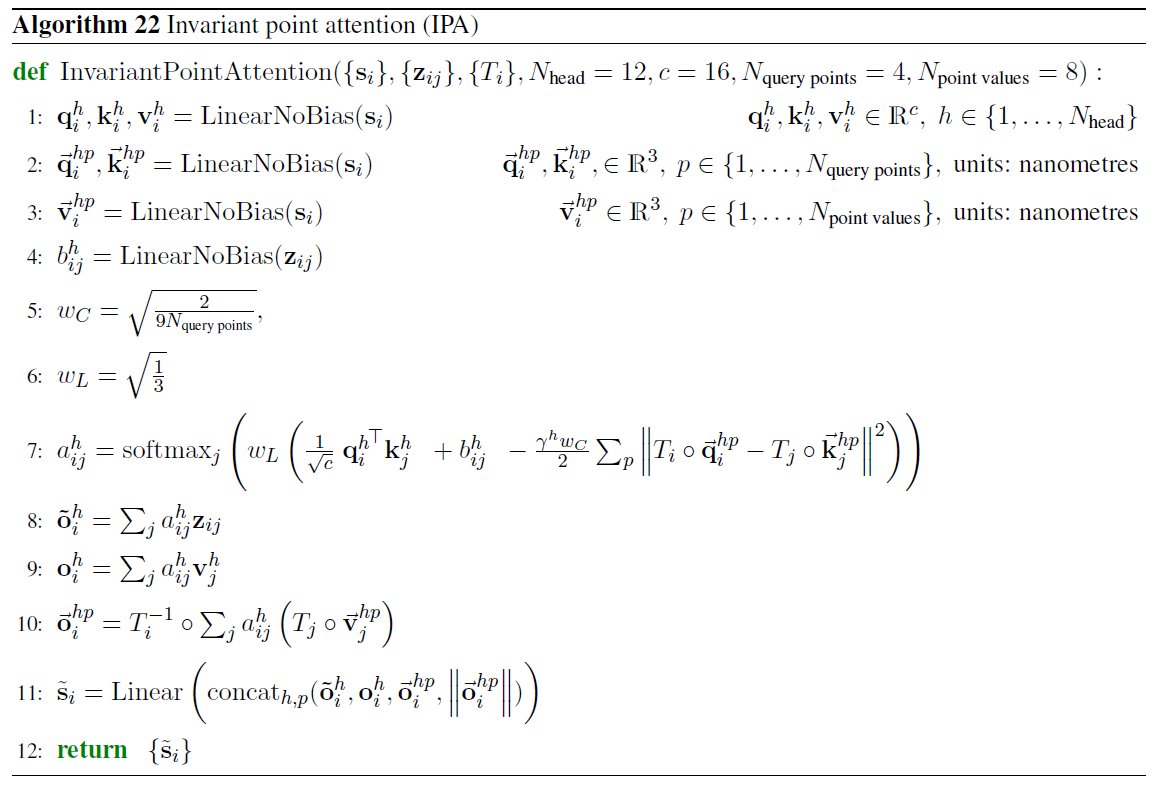 Algorithm 22 Invariant point attention (IPA)
def InvariantPointAttention({s_i}, {z_ij}, {T_i}, N_head = 12, c = 16, N_query points = 4, N_point values = 8) :
1: q_i^h, k_i^h, v_i^h = LinearNoBias(s_i) q_i^h, k_i^h, v_i^h ∈ ℝ^c, h ∈ {1, . . . , N_head}
2: q⃗_i^hp, k⃗_i^hp = LinearNoBias(s_i) q⃗_i^hp, k⃗_i^hp, ∈ ℝ^3, p ∈ {1, . . . , N_query points}, units: nanometres
3: v⃗_i^hp = LinearNoBias(s_i) v⃗_i^hp ∈ ℝ^3, p ∈ {1, . . . , N_point values}, units: nanometres
4: b_ij^h = LinearNoBias(z_ij)
5: w_C = √(2 / (9N_query points)),
6: w_L = √(1/3)
7: a_ij^h = softmax_j (w_L (1/√c q_i^h⊤ k_j^h + b_ij^h − (γ^h w_C)/2 ∑_p ‖T_i ∘ q⃗_i^hp − T_j ∘ k⃗_j^hp‖^2))
8: õ_i^h = ∑_j a_ij^h z_ij
9: o_i^h = ∑_j a_ij^h v_j^h
10: o⃗_i^hp = T_i^−1 ∘ ∑_j a_ij^h (T_j ∘ v⃗_j^hp)
11: s̃_i = Linear (concat_h,p(õ_i^h, o_i^h, o⃗_i^hp, ‖o⃗_i^hp‖))
12: return {s̃_i}